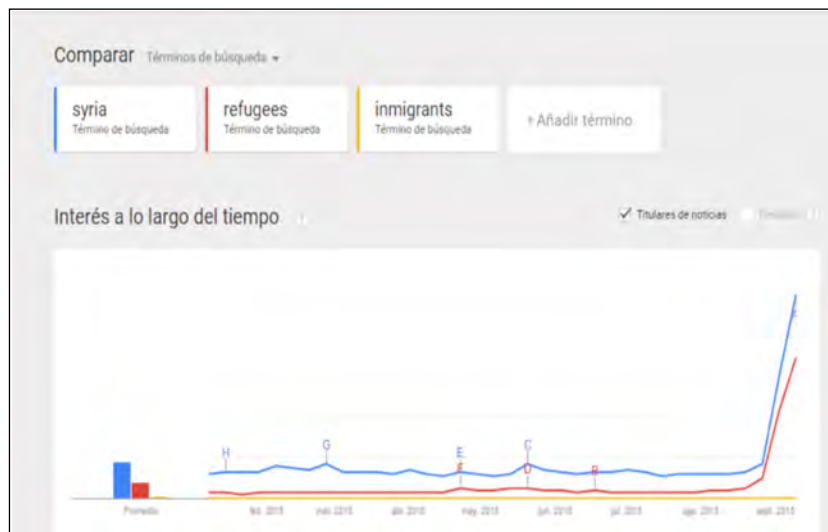 Comparar Términos de búsqueda
syria
Término de búsqueda
refugees
Término de búsqueda
inmigrants
Término de búsqueda
+Añadir término
Interés a lo largo del tiempo
Titulares de noticias
H
G
E
C
F
D
B
Promedio
feb. 2015
abr. 2015
may. 2015
jun. 2015
jul. 2015
ago. 2015
sept. 2015